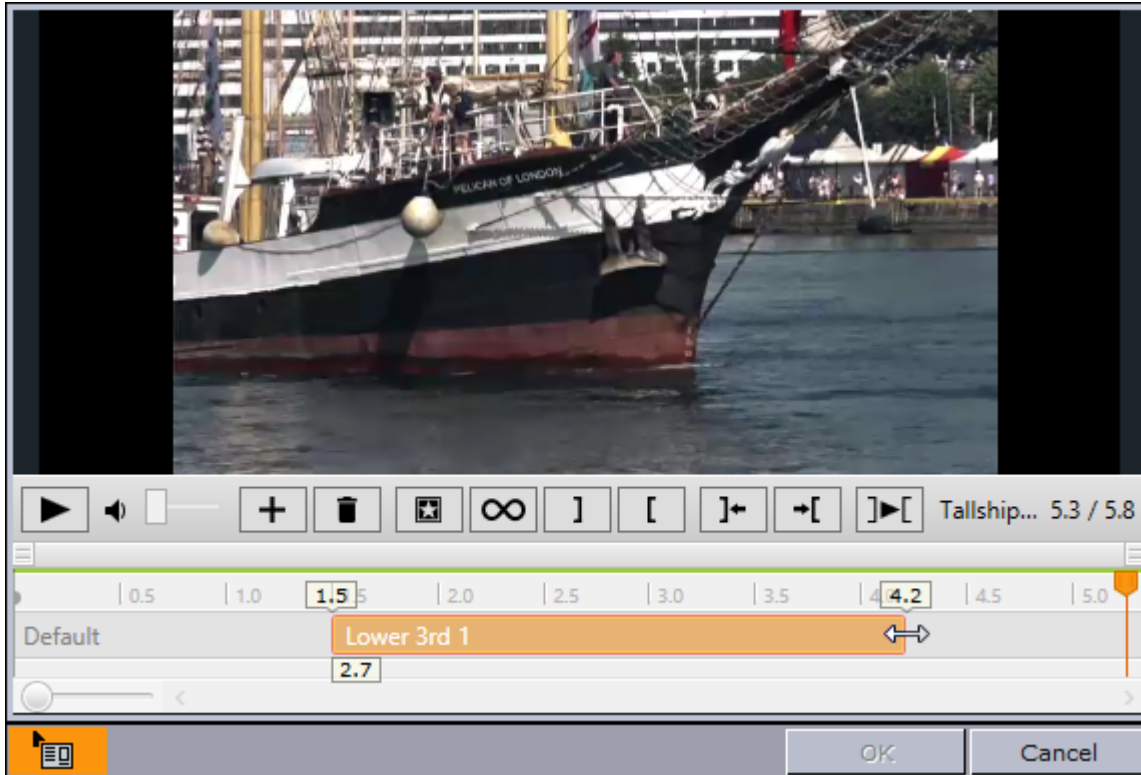 PELICAN OF LONDON
Tallship... 5.3 / 5.8
0.5 1.0 1.5 2.0 2.5 3.0 3.5 4.2 4.5 5.0
Default Lower 3rd 1
2.7
OK Cancel